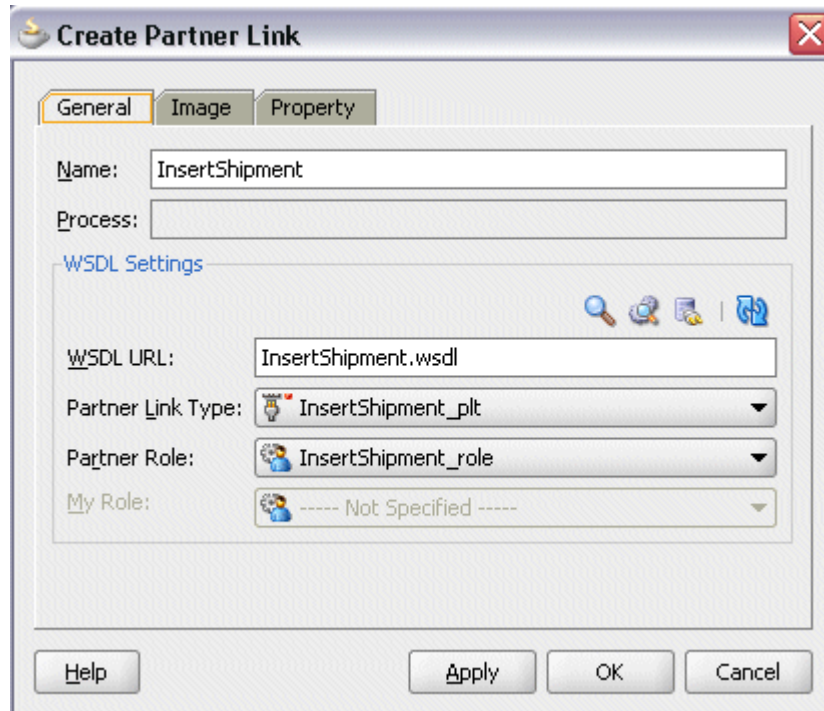 Create Partner Link
General Image Property
Name: InsertShipment
Process:
WSDL Settings
WSDL URL: InsertShipment.wsdl
Partner Link Type: InsertShipment_plt
Partner Role: InsertShipment_role
My Role: ----- Not Specified -----
Help Apply OK Cancel